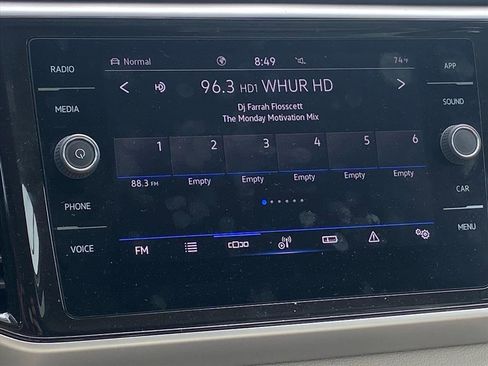 RADIO
MEDIA
PHONE
VOICE
Normal 8:49 74°F
96.3 HD1 WHUR HD
Dj Farrah Flosscett
The Monday Motivation Mix
1 2 3 4 5 6
88.3 FM Empty Empty Empty Empty Empty
FM
APP
SOUND
CAR
MENU